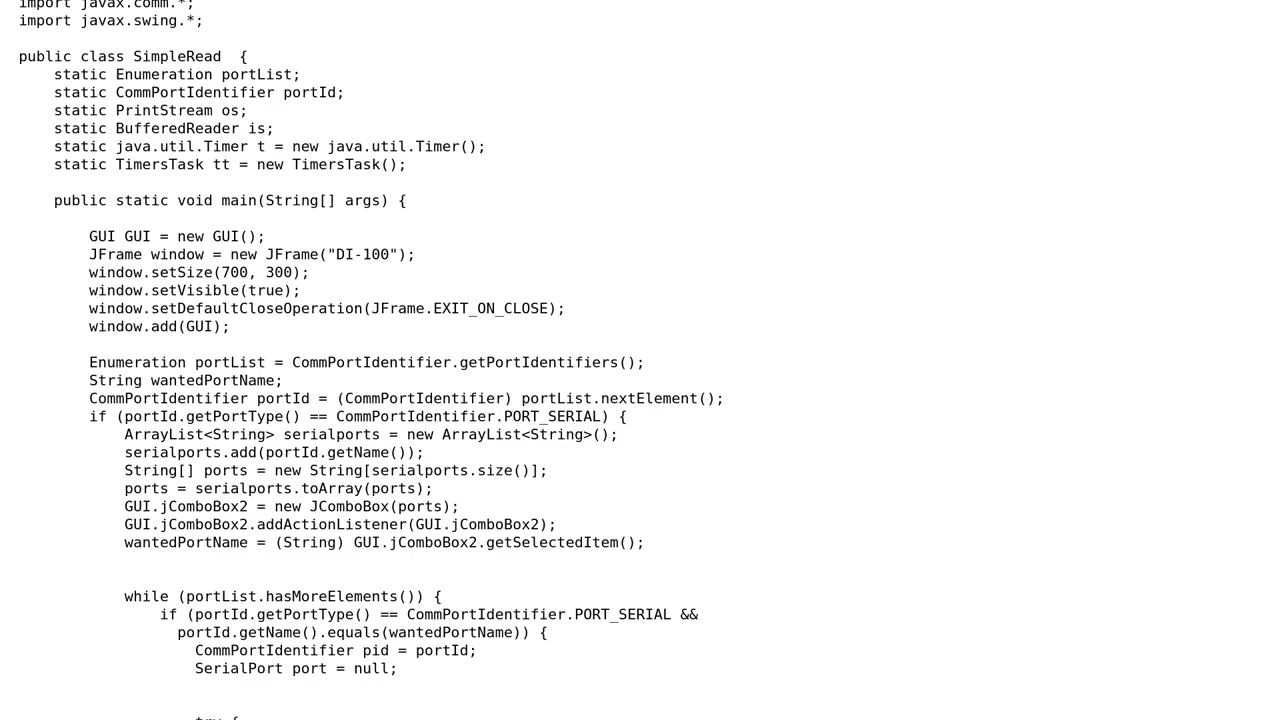 import javax.comm.*;
import javax.swing.*;

public class SimpleRead  {
    static Enumeration portList;
    static CommPortIdentifier portId;
    static PrintStream os;
    static BufferedReader is;
    static java.util.Timer t = new java.util.Timer();
    static TimersTask tt = new TimersTask();

    public static void main(String[] args) {

        GUI GUI = new GUI();
        JFrame window = new JFrame("DI-100");
        window.setSize(700, 300);
        window.setVisible(true);
        window.setDefaultCloseOperation(JFrame.EXIT_ON_CLOSE);
        window.add(GUI);

        Enumeration portList = CommPortIdentifier.getPortIdentifiers();
        String wantedPortName;
        CommPortIdentifier portId = (CommPortIdentifier) portList.nextElement();
        if (portId.getPortType() == CommPortIdentifier.PORT_SERIAL) {
            ArrayList<String> serialports = new ArrayList<String>();
            serialports.add(portId.getName());
            String[] ports = new String[serialports.size()];
            ports = serialports.toArray(ports);
            GUI.jComboBox2 = new JComboBox(ports);
            GUI.jComboBox2.addActionListener(GUI.jComboBox2);
            wantedPortName = (String) GUI.jComboBox2.getSelectedItem();


            while (portList.hasMoreElements()) {
                if (portId.getPortType() == CommPortIdentifier.PORT_SERIAL &&
                  portId.getName().equals(wantedPortName)) {
                    CommPortIdentifier pid = portId;
                    SerialPort port = null;


                    try {